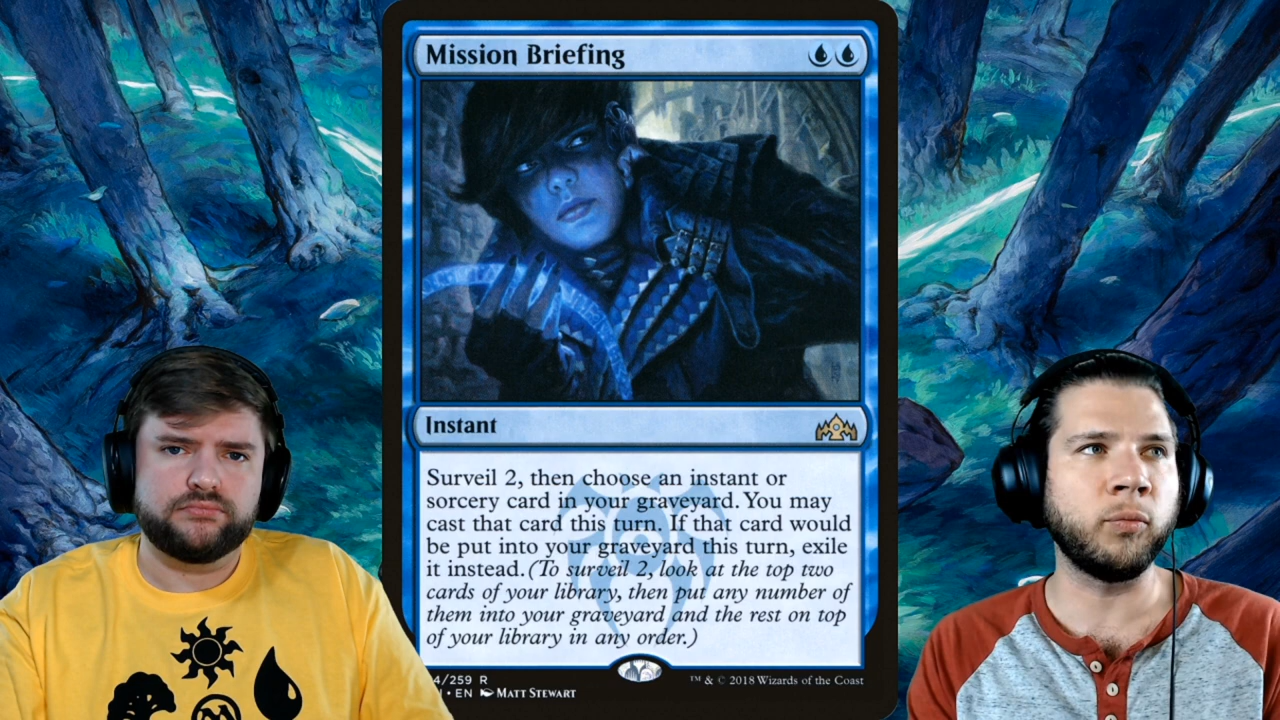 Mission Briefing
Instant
Surveil 2, then choose an instant or
sorcery card in your graveyard. You may
cast that card this turn. If that card would
be put into your graveyard this turn, exile
it instead. (To surveil 2, look at the top two
cards of your library, then put any number of
them into your graveyard and the rest on top
of your library in any order.)
4/259 R
• EN MATT STEWART
™ & © 2018 Wizards of the Coast